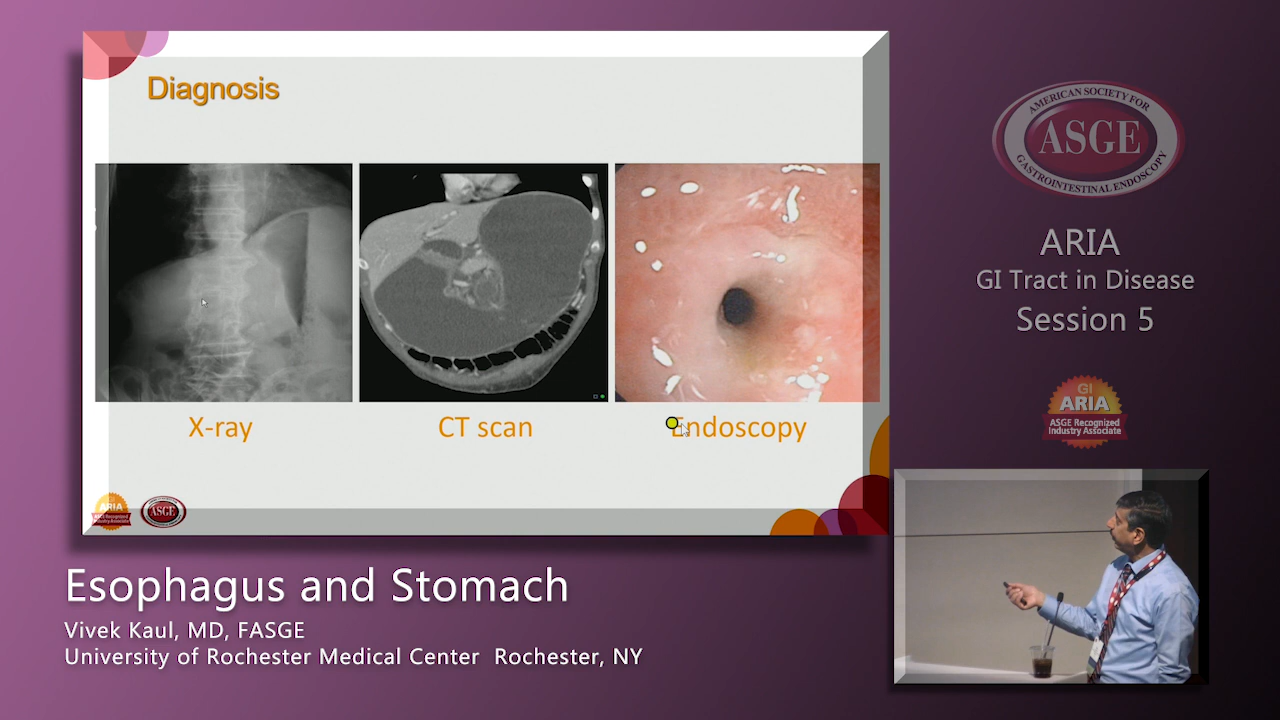 Diagnosis
X-ray
CT scan
Endoscopy
ARIA
ASGE
Esophagus and Stomach
Vivek Kaul, MD, FASGE
University of Rochester Medical Center Rochester, NY
AMERICAN SOCIETY FOR
ASGE
GASTROINTESTINAL ENDOSCOPY
ARIA
GI Tract in Disease
Session 5
GI
ARIA
ASGE Recognized
Industry Associate